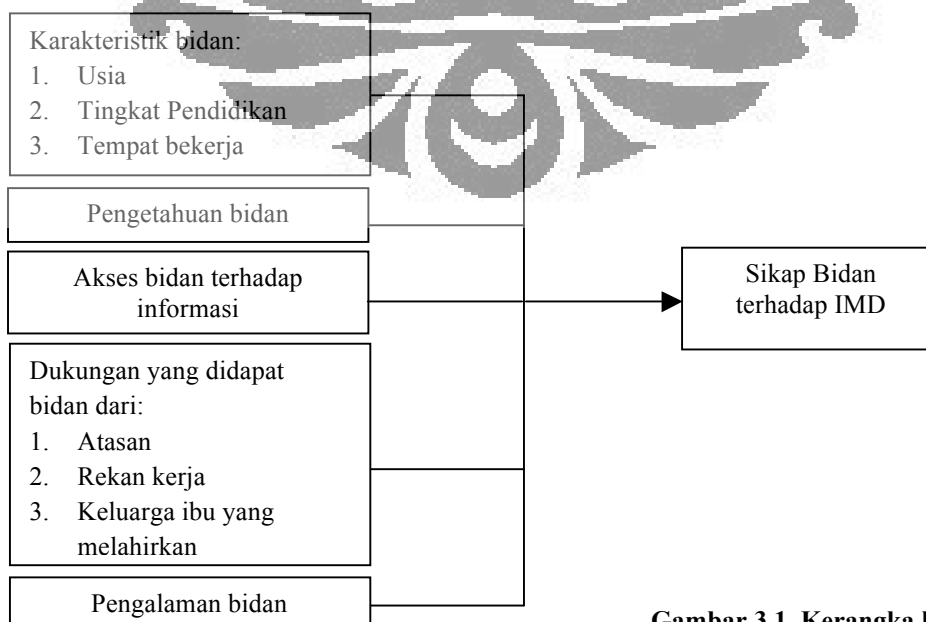 Karakteristik bidan:
1. Usia
2. Tingkat Pendidikan
3. Tempat bekerja
Pengetahuan bidan
Akses bidan terhadap
informasi
Dukungan yang didapat
bidan dari:
1. Atasan
2. Rekan kerja
3. Keluarga ibu yang
melahirkan
Pengalaman bidan
Sikap Bidan
terhadap IMD
Gambar 3.1. Kerangka